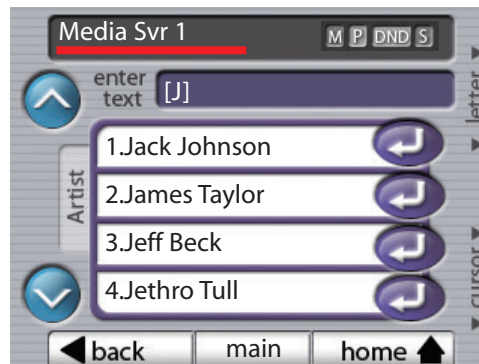 Media Svr 1 M P DND S
enter text [J]
letter
Artist
1.Jack Johnson
2.James Taylor
3.Jeff Beck
4.Jethro Tull
cursor
back main home